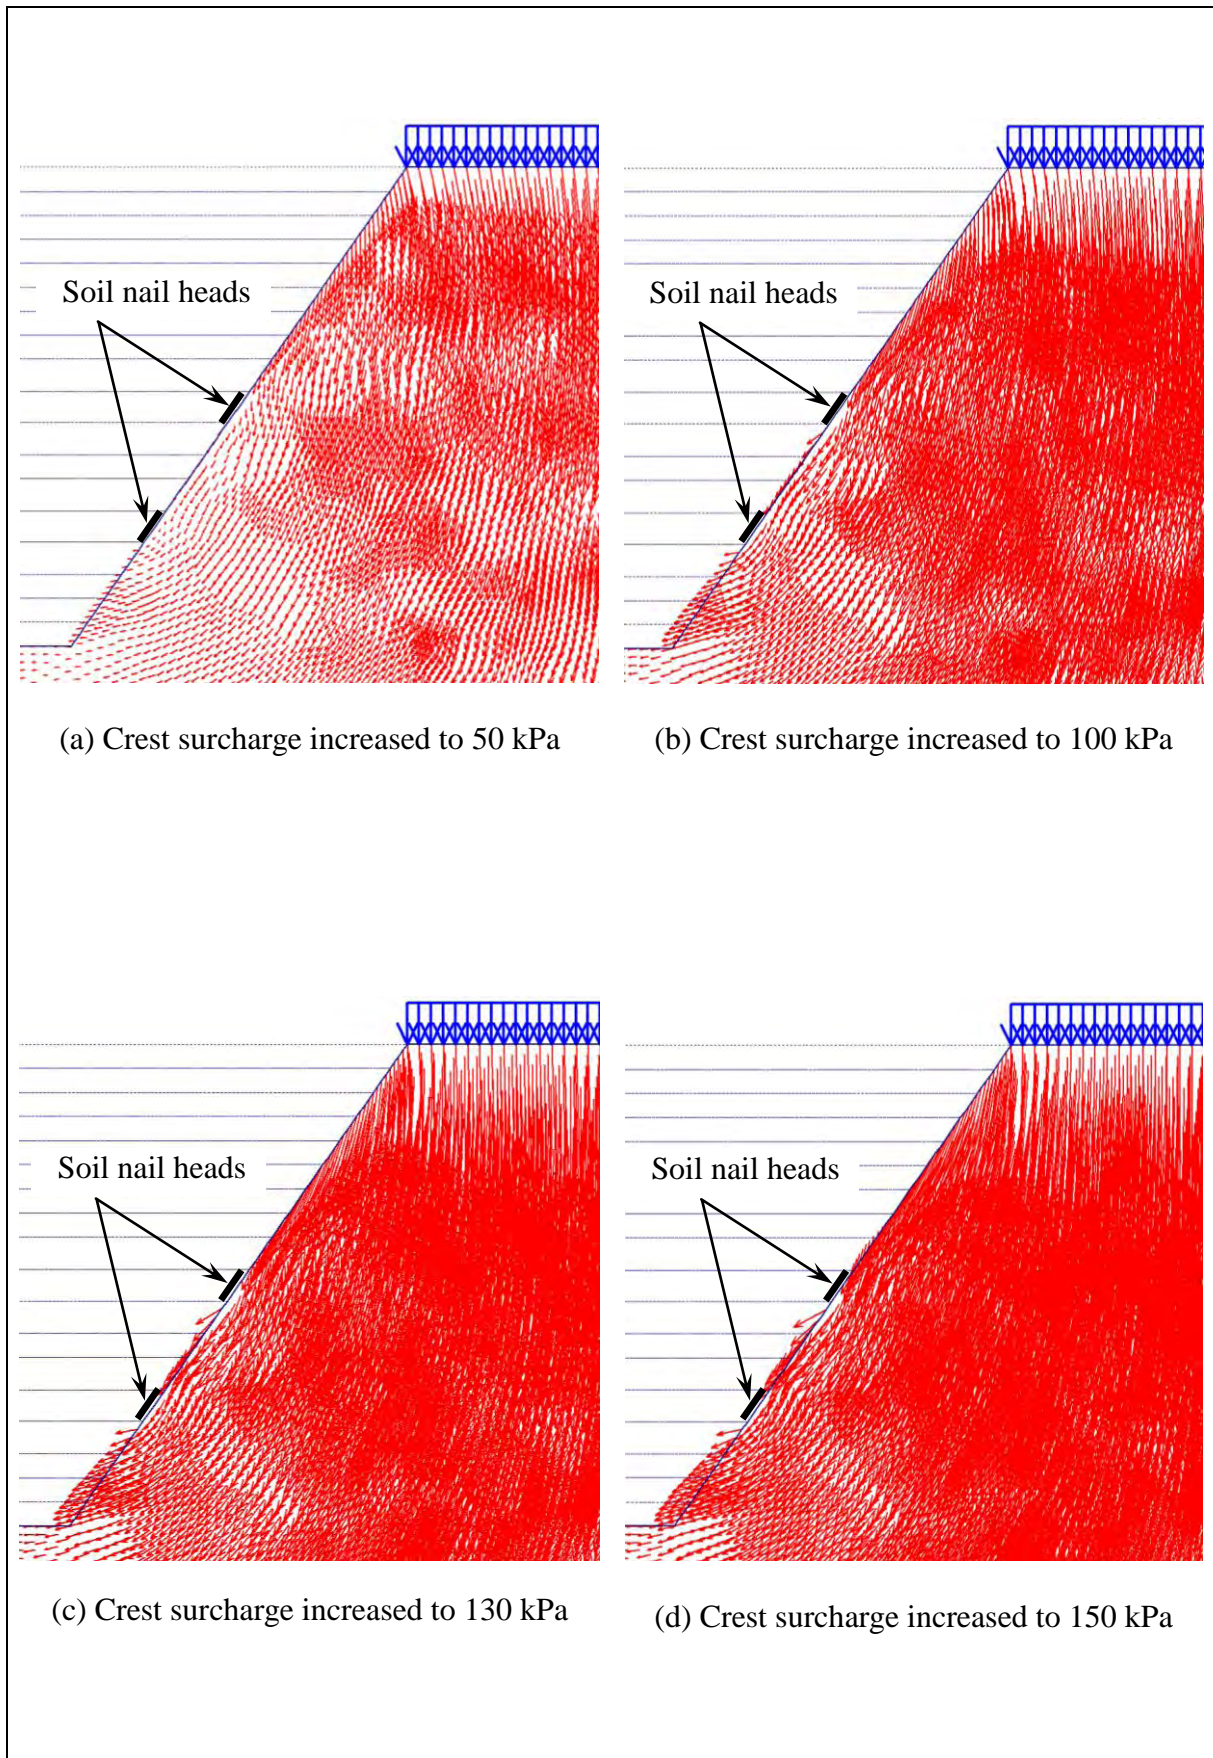 Soil nail heads
Soil nail heads
(a) Crest surcharge increased to 50 kPa
(b) Crest surcharge increased to 100 kPa
Soil nail heads
Soil nail heads
(c) Crest surcharge increased to 130 kPa
(d) Crest surcharge increased to 150 kPa